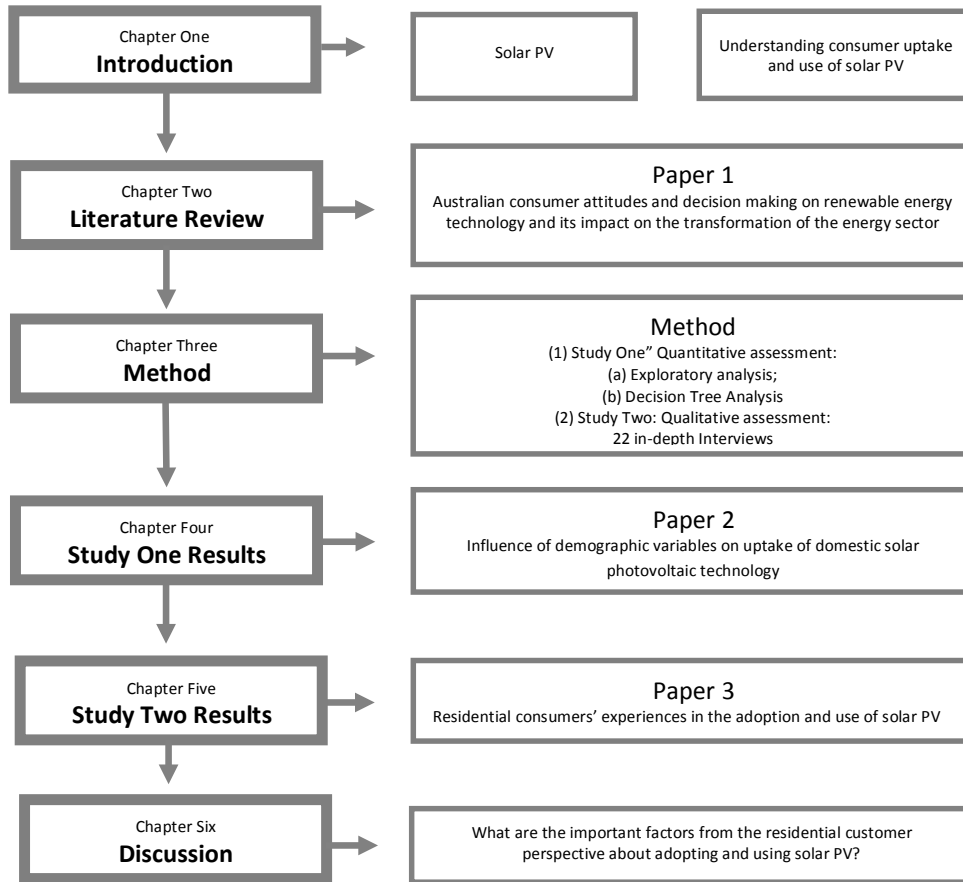 Chapter One
Introduction
Solar PV
Understanding consumer uptake
and use of solar PV
Chapter Two
Literature Review
Paper 1
Australian consumer attitudes and decision making on renewable energy
technology and its impact on the transformation of the energy sector
Chapter Three
Method
Method
(1) Study One” Quantitative assessment:
(a) Exploratory analysis;
(b) Decision Tree Analysis
(2) Study Two: Qualitative assessment:
22 in-depth Interviews
Chapter Four
Study One Results
Paper 2
Influence of demographic variables on uptake of domestic solar
photovoltaic technology
Chapter Five
Study Two Results
Paper 3
Residential consumers’ experiences in the adoption and use of solar PV
Chapter Six
Discussion
What are the important factors from the residential customer
perspective about adopting and using solar PV?